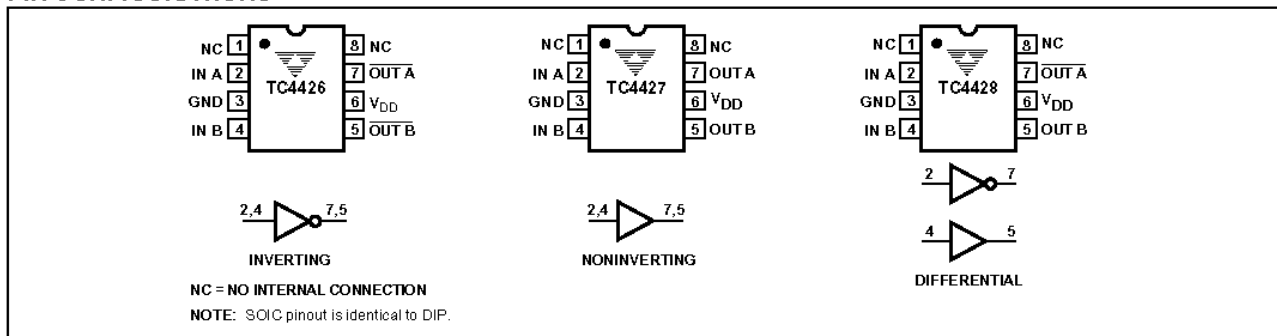 NC 1 8 NC
IN A 2 7 OUT A
TC4426
GND 3 6 VDD
IN B 4 5 OUT B
2,4 7,5
INVERTING
NC = NO INTERNAL CONNECTION
NOTE: SOIC pinout is identical to DIP.
NC 1 8 NC
IN A 2 7 OUT A
TC4427
GND 3 6 VDD
IN B 4 5 OUT B
2,4 7,5
NONINVERTING
NC 1 8 NC
IN A 2 7 OUT A
TC4428
GND 3 6 VDD
IN B 4 5 OUT B
2 7
4 5
DIFFERENTIAL